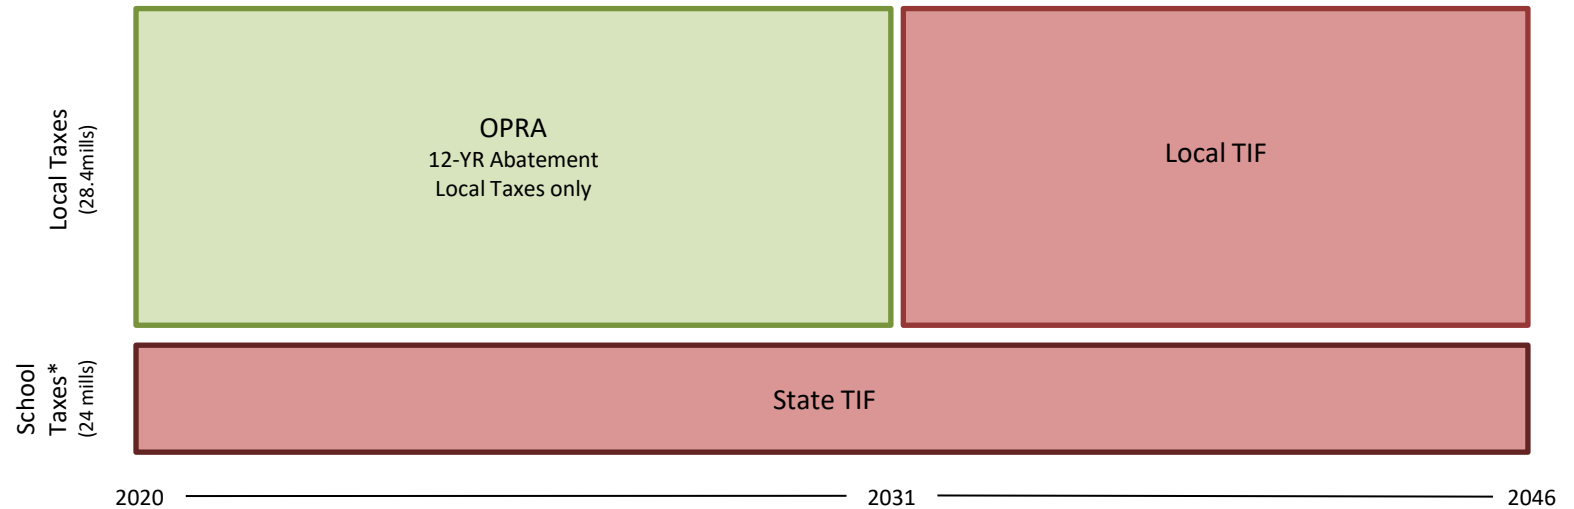 Local Taxes
(28.4mills)
OPRA
12-YR Abatement
Local Taxes only
Local TIF
School
Taxes*
(24 mills)
State TIF
2020
2031
2046